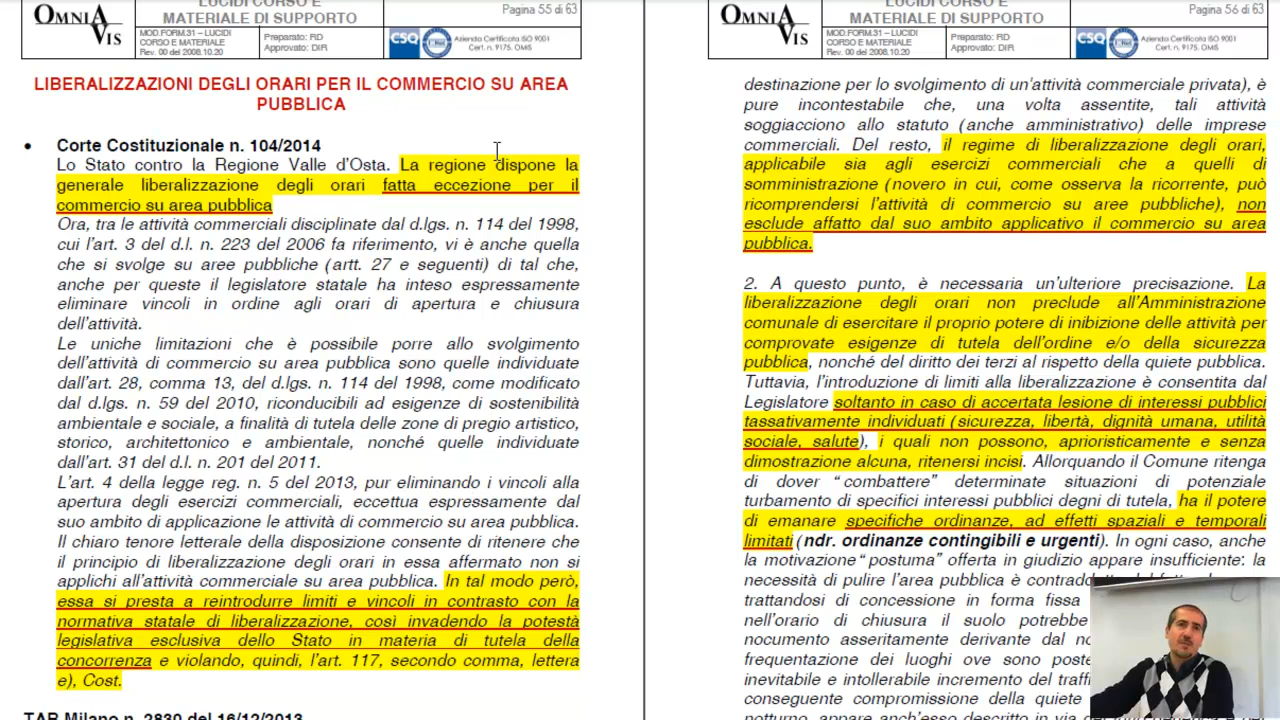 OMNIA VIS
LUCIDI CORSO E
MATERIALE DI SUPPORTO
Pagina 55 di 63
MOD.FORM.31 – LUCIDI
CORSO E MATERIALE
Rev. 00 del 2008.10.20
Preparato: RD
Approvato: DIR
CSQ
Azienda Certificata ISO 9001
Cert. n. 9175. OMIS
LIBERALIZZAZIONI DEGLI ORARI PER IL COMMERCIO SU AREA
PUBBLICA
• Corte Costituzionale n. 104/2014
Lo Stato contro la Regione Valle d’Osta. La regione dispone la
generale liberalizzazione degli orari fatta eccezione per il
commercio su area pubblica
Ora, tra le attività commerciali disciplinate dal d.lgs. n. 114 del 1998,
cui l’art. 3 del d.l. n. 223 del 2006 fa riferimento, vi è anche quella
che si svolge su aree pubbliche (artt. 27 e seguenti) di tal che,
anche per queste il legislatore statale ha inteso espressamente
eliminare vincoli in ordine agli orari di apertura e chiusura
dell’attività.
Le uniche limitazioni che è possibile porre allo svolgimento
dell’attività di commercio su area pubblica sono quelle individuate
dall’art. 28, comma 13, del d.lgs. n. 114 del 1998, come modificato
dal d.lgs. n. 59 del 2010, riconducibili ad esigenze di sostenibilità
ambientale e sociale, a finalità di tutela delle zone di pregio artistico,
storico, architettonico e ambientale, nonché quelle individuate
dall’art. 31 del d.l. n. 201 del 2011.
L’art. 4 della legge reg. n. 5 del 2013, pur eliminando i vincoli alla
apertura degli esercizi commerciali, eccettua espressamente dal
suo ambito di applicazione le attività di commercio su area pubblica.
Il chiaro tenore letterale della disposizione consente di ritenere che
il principio di liberalizzazione degli orari in essa affermato non si
applichi all’attività commerciale su area pubblica. In tal modo però,
essa si presta a reintrodurre limiti e vincoli in contrasto con la
normativa statale di liberalizzazione, così invadendo la potestà
legislativa esclusiva dello Stato in materia di tutela della
concorrenza e violando, quindi, l’art. 117, secondo comma, lettera
e), Cost.
TAR Milano n. 2830 del 16/12/2013
OMNIA VIS
LUCIDI CORSO E
MATERIALE DI SUPPORTO
Pagina 56 di 63
MOD.FORM.31 – LUCIDI
CORSO E MATERIALE
Rev. 00 del 2008.10.20
Preparato: RD
Approvato: DIR
CSQ
Azienda Certificata ISO 9001
Cert. n. 9175. OMIS
destinazione per lo svolgimento di un'attività commerciale privata), è
pure incontestabile che, una volta assentite, tali attività
soggiacciono allo statuto (anche amministrativo) delle imprese
commerciali. Del resto, il regime di liberalizzazione degli orari,
applicabile sia agli esercizi commerciali che a quelli di
somministrazione (novero in cui, come osserva la ricorrente, può
ricomprendersi l’attività di commercio su aree pubbliche), non
esclude affatto dal suo ambito applicativo il commercio su area
pubblica.
2. A questo punto, è necessaria un’ulteriore precisazione. La
liberalizzazione degli orari non preclude all’Amministrazione
comunale di esercitare il proprio potere di inibizione delle attività per
comprovate esigenze di tutela dell’ordine e/o della sicurezza
pubblica, nonché del diritto dei terzi al rispetto della quiete pubblica.
Tuttavia, l’introduzione di limiti alla liberalizzazione è consentita dal
Legislatore soltanto in caso di accertata lesione di interessi pubblici
tassativamente individuati (sicurezza, libertà, dignità umana, utilità
sociale, salute), i quali non possono, aprioristicamente e senza
dimostrazione alcuna, ritenersi incisi. Allorquando il Comune ritenga
di dover “combattere” determinate situazioni di potenziale
turbamento di specifici interessi pubblici degni di tutela, ha il potere
di emanare specifiche ordinanze, ad effetti spaziali e temporali
limitati (ndr. ordinanze contingibili e urgenti). In ogni caso, anche
la motivazione “postuma” offerta in giudizio appare insufficiente: la
necessità di pulire l’area pubblica è
trattandosi di concessione in forma fissa
nell’orario di chiusura il suolo potrebbe
nocumento asseritamente derivante dal
frequentazione dei luoghi ove sono
inevitabile e intollerabile incremento del
conseguente compromissione della quiete
notturno, appare anch’esso descritto in via